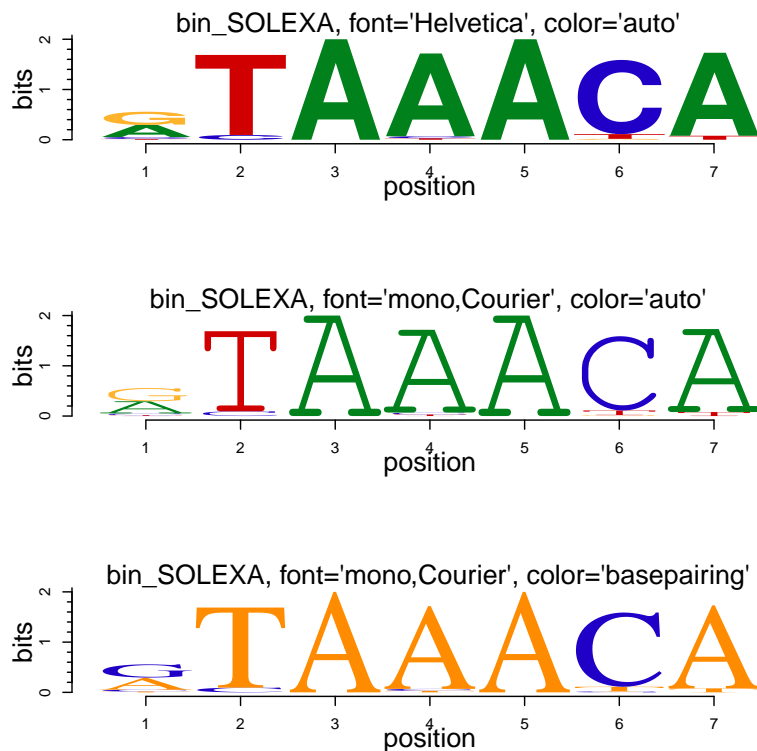 bin_SOLEXA, font='Helvetica', color='auto'
bits
0 1 2
G
A T A A A C A
1 2 3 4 5 6 7
position
bin_SOLEXA, font='mono,Courier', color='auto'
bits
0 1 2
G
A T A A A C A
1 2 3 4 5 6 7
position
bin_SOLEXA, font='mono,Courier', color='basepairing'
bits
0 1 2
G
A T A A A C A
1 2 3 4 5 6 7
position